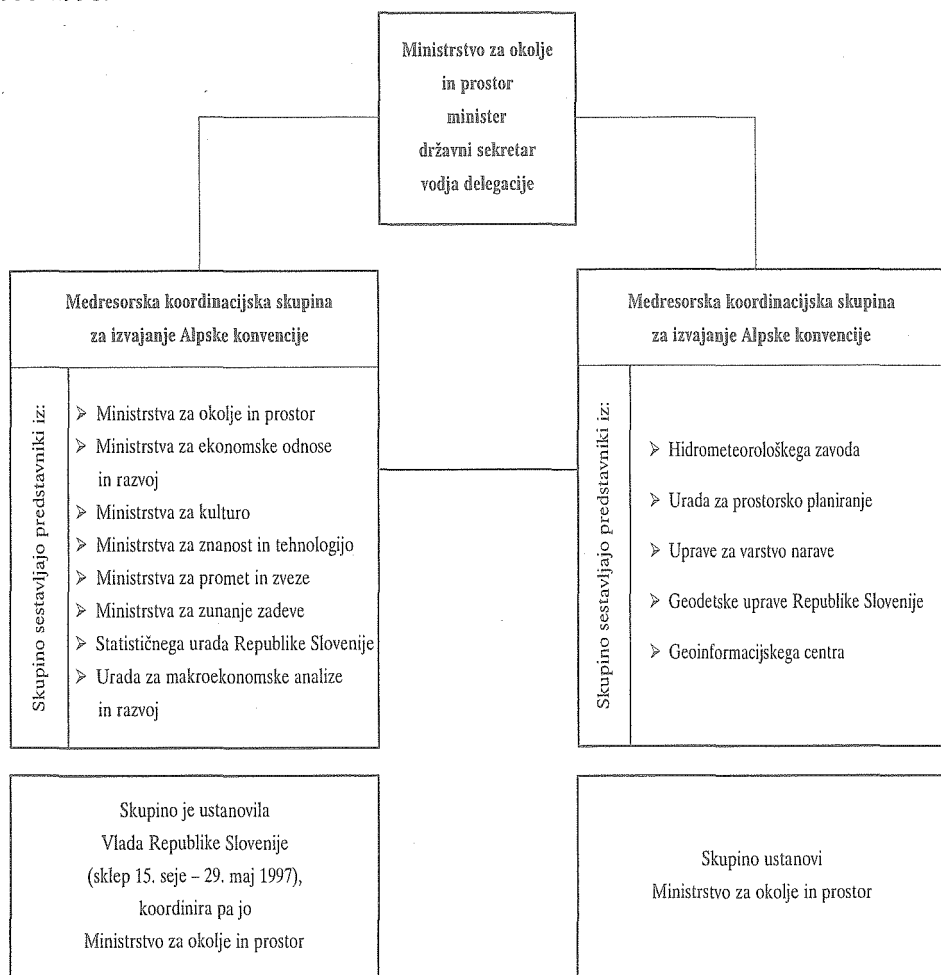 Ministrstvo za okolje
in prostor
minister
državni sekretar
vodja delegacije
Medresorska koordinacijska skupina
za izvajanje Alpske konvencije
Skupino sestavljajo predstavniki iz:
➢ Ministrstva za okolje in prostor
➢ Ministrstva za ekonomske odnose
in razvoj
➢ Ministrstva za kulturo
➢ Ministrstva za znanost in tehnologijo
➢ Ministrstva za promet in zveze
➢ Ministrstva za zunanje zadeve
➢ Statističnega urada Republike Slovenije
➢ Urada za makroekonomske analize
in razvoj
Skupino je ustanovila
Vlada Republike Slovenije
(sklep 15. seje – 29. maj 1997),
koordinira pa jo
Ministrstvo za okolje in prostor
Medresorska koordinacijska skupina
za izvajanje Alpske konvencije
Skupino sestavljajo predstavniki iz:
➢ Hidrometeorološkega zavoda
➢ Urada za prostorsko planiranje
➢ Uprave za varstvo narave
➢ Geodetske uprave Republike Slovenije
➢ Geoinformacijskega centra
Skupino ustanovi
Ministrstvo za okolje in prostor